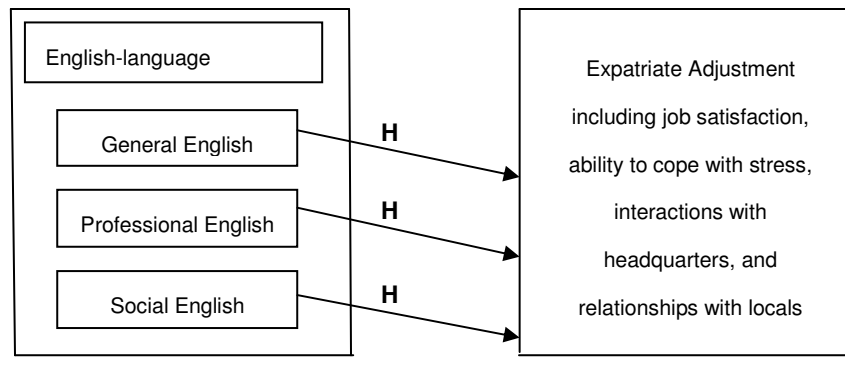 English-language
General English
Professional English
Social English
H
H
H
Expatriate Adjustment
including job satisfaction,
ability to cope with stress,
interactions with
headquarters, and
relationships with locals